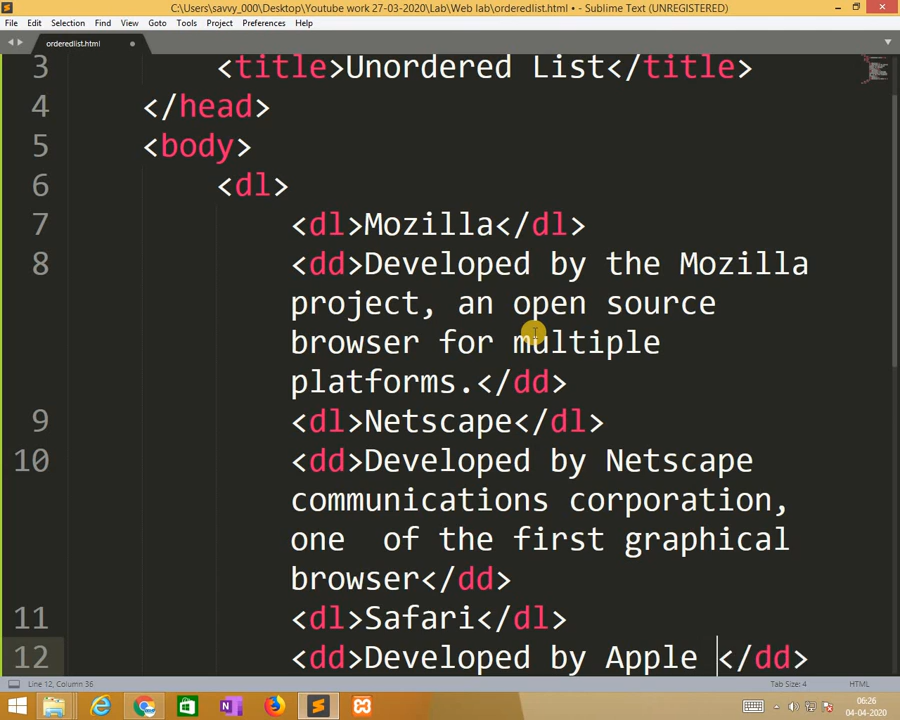 C:\Users\savvy_000\Desktop\Youtube work 27-03-2020\Lab\Web lab\orderedlist.html • - Sublime Text (UNREGISTERED)
File Edit Selection Find View Goto Tools Project Preferences Help
orderedlist.html
3 <title>Unordered List</title>
4 </head>
5 <body>
6 <dl>
7 <dl>Mozilla</dl>
8 <dd>Developed by the Mozilla
project, an open source
browser for multiple
platforms.</dd>
9 <dl>Netscape</dl>
10 <dd>Developed by Netscape
communications corporation,
one  of the first graphical
browser</dd>
11 <dl>Safari</dl>
12 <dd>Developed by Apple </dd>
Line 12, Column 36
Tab Size: 4
HTML
06:26
04-04-2020